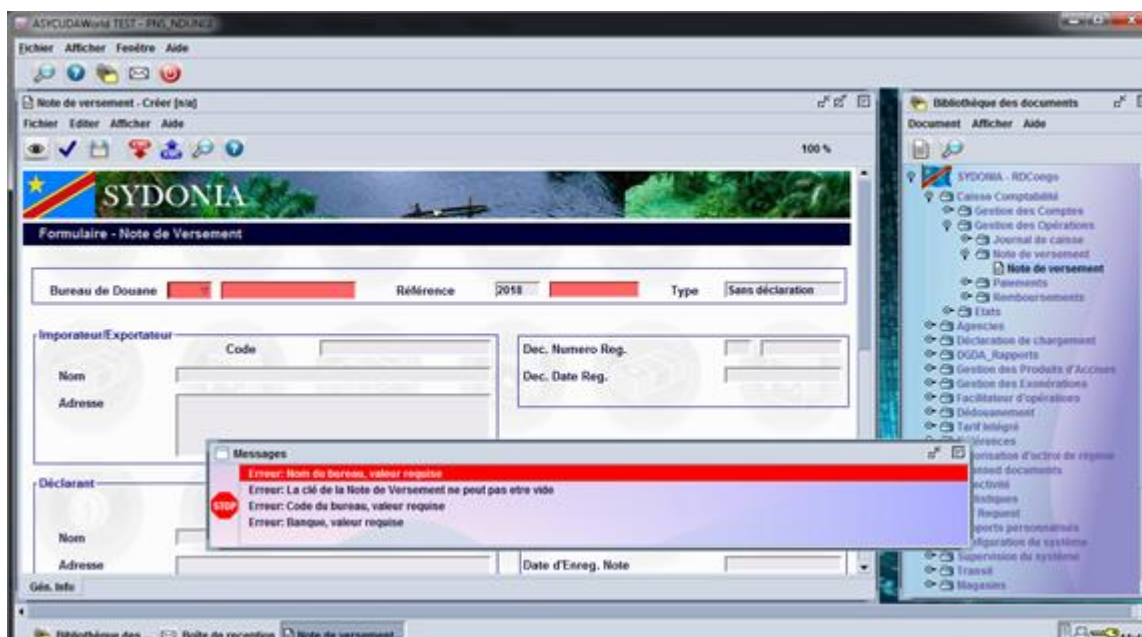 ASYCUDAWorld TEST - PNS_NDUNGI
Fichier Afficher Fenêtre Aide
Note de versement - Créer [n/a]
Fichier Editer Afficher Aide
100 %
SYDONIA
Formulaire - Note de Versement
Bureau de Douane
Référence 2018
Type Sans déclaration
Imporateur/Exportateur
Code
Nom
Adresse
Dec. Numero Reg.
Dec. Date Reg.
Messages
Erreur: Nom du bureau, valeur requise
Erreur: La clé de la Note de Versement ne peut pas etre vide
Erreur: Code du bureau, valeur requise
Erreur: Banque, valeur requise
STOP
Déclarant
Nom
Adresse
Date d'Enreg. Note
Gén. Info
Bibliothèque des documents
Document Afficher Aide
SYDONIA - RDCongo
Caisse Comptabilité
Gestion des Comptes
Gestion des Opérations
Journal de caisse
Note de versement
Note de versement
Paiements
Remboursements
Etats
Agencies
Déclaration de chargement
DGDA_Rapports
Gestion des Produits d'Accises
Gestion des Exonérations
Facilitateur d'opérations
Dédouanement
Tarif Intégré
Supervision du système
Transit
Magasins
Bibliothèque des ...
Boîte de reception
Note de versement